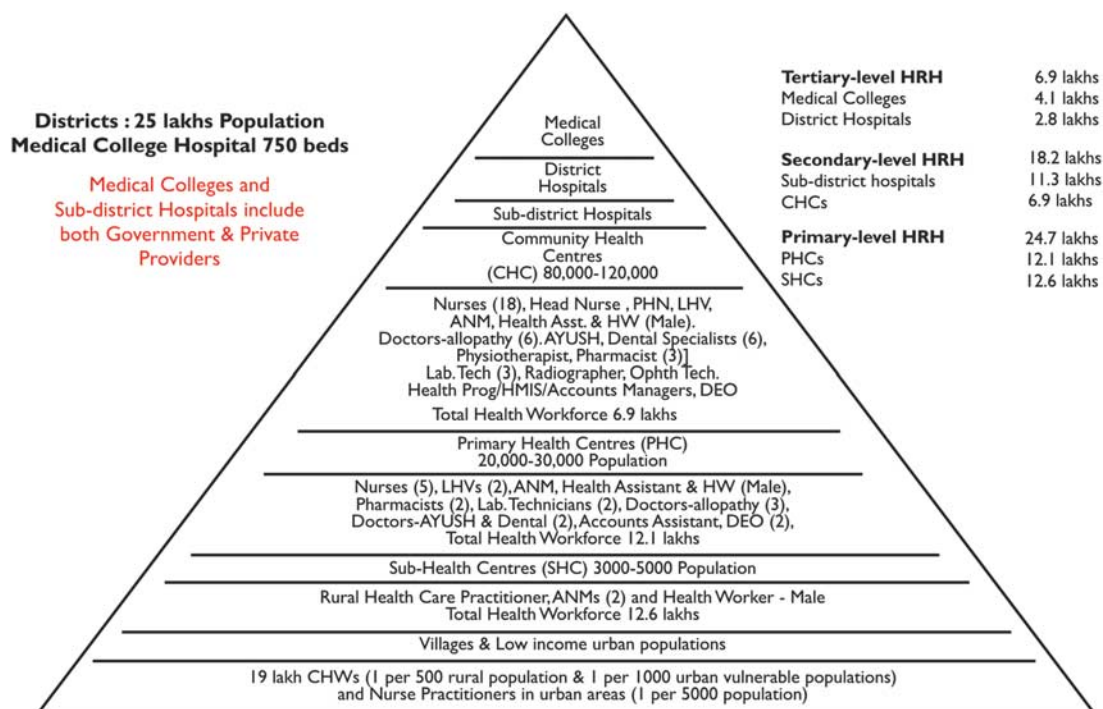 Districts : 25 lakhs Population
Medical College Hospital 750 beds
Medical Colleges and
Sub-district Hospitals include
both Government & Private
Providers
Medical
Colleges
District
Hospitals
Sub-district Hospitals
Community Health
Centres
(CHC) 80,000-120,000
Nurses (18), Head Nurse , PHN, LHV,
ANM, Health Asst. & HW (Male).
Doctors-allopathy (6). AYUSH, Dental Specialists (6),
Physiotherapist, Pharmacist (3)]
Lab. Tech (3), Radiographer, Ophth Tech.
Health Prog/HMIS/Accounts Managers, DEO
Total Health Workforce 6.9 lakhs
Primary Health Centres (PHC)
20,000-30,000 Population
Nurses (5), LHVs (2), ANM, Health Assistant & HW (Male),
Pharmacists (2), Lab. Technicians (2), Doctors-allopathy (3),
Doctors-AYUSH & Dental (2), Accounts Assistant, DEO (2),
Total Health Workforce 12.1 lakhs
Sub-Health Centres (SHC) 3000-5000 Population
Rural Health Care Practitioner, ANMs (2) and Health Worker - Male
Total Health Workforce 12.6 lakhs
Villages & Low income urban populations
19 lakh CHWs (1 per 500 rural population & 1 per 1000 urban vulnerable populations)
and Nurse Practitioners in urban areas (1 per 5000 population)
Tertiary-level HRH 6.9 lakhs
Medical Colleges 4.1 lakhs
District Hospitals 2.8 lakhs
Secondary-level HRH 18.2 lakhs
Sub-district hospitals 11.3 lakhs
CHCs 6.9 lakhs
Primary-level HRH 24.7 lakhs
PHCs 12.1 lakhs
SHCs 12.6 lakhs